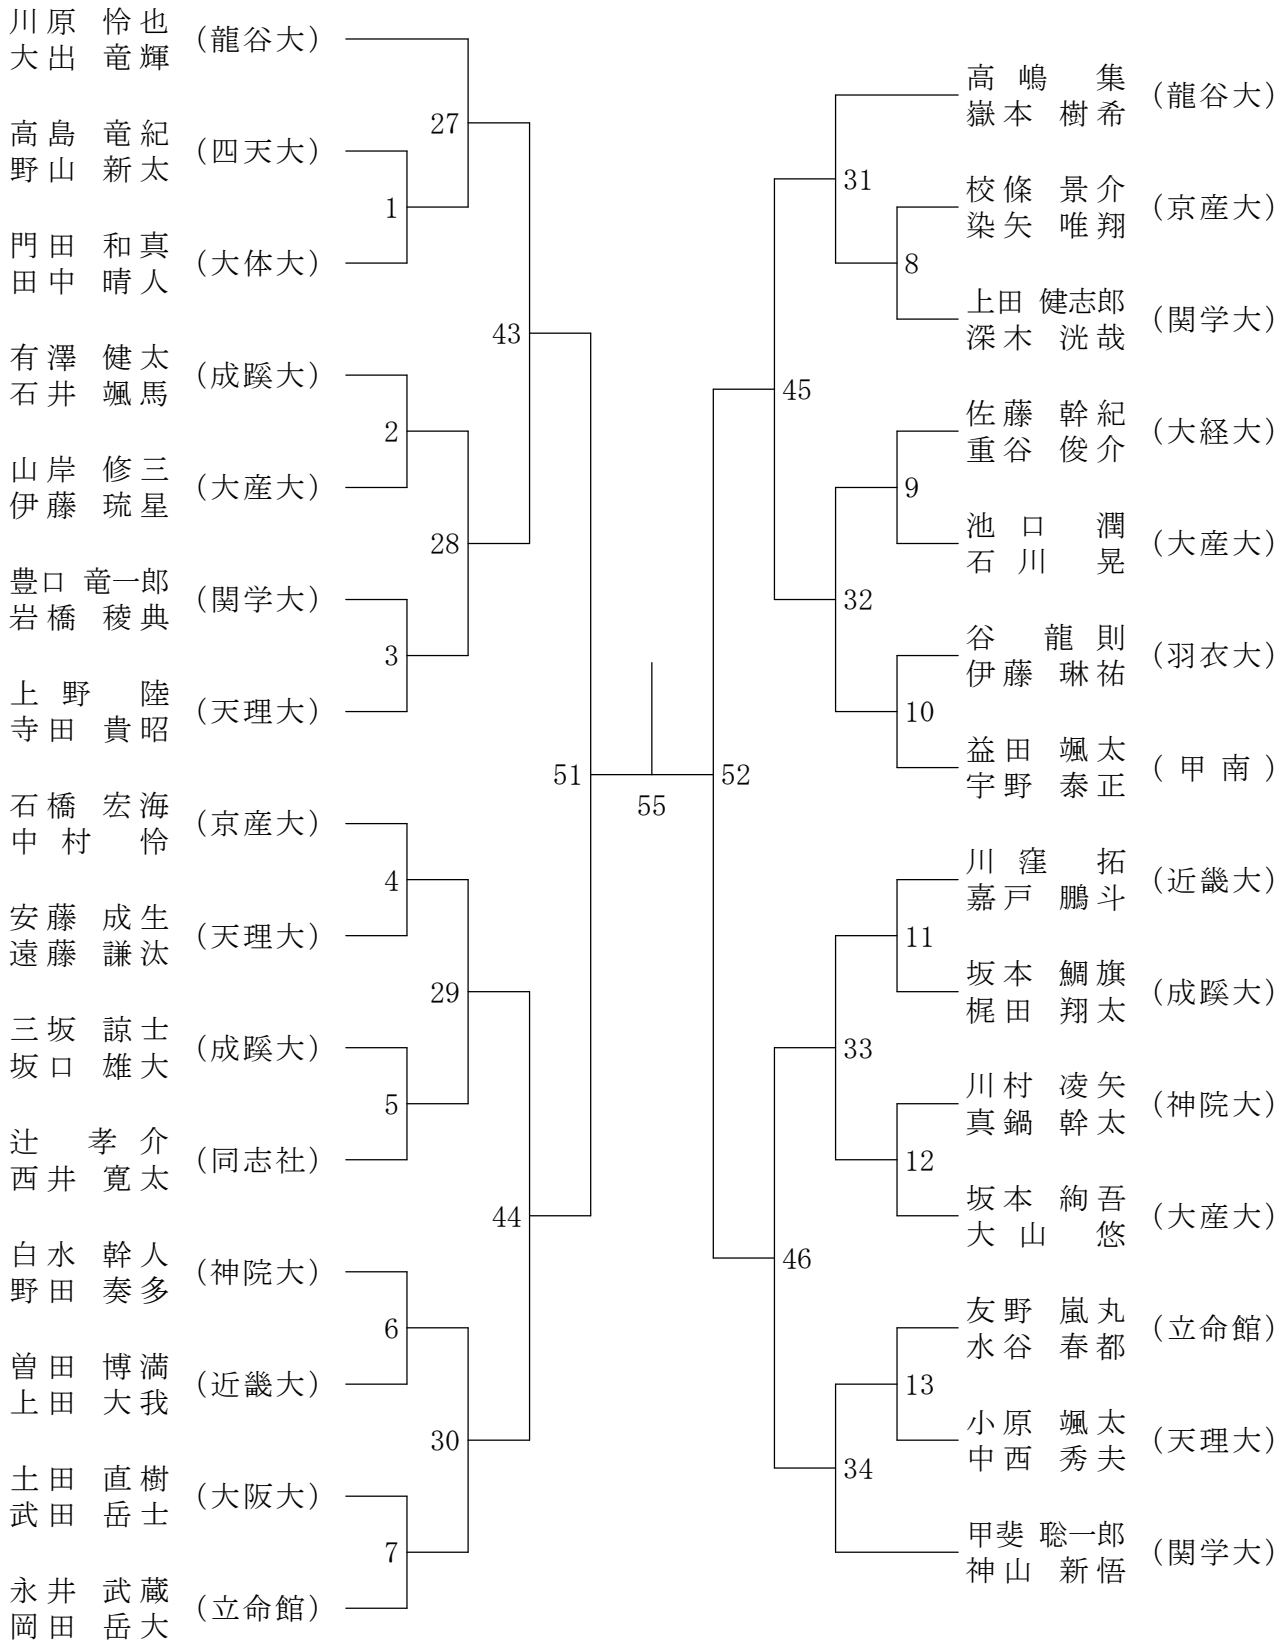 川原 怜也
大出 竜輝
(龍谷大)
高島 竜紀
野山 新太
(四天大)
門田 和真
田中 晴人
(大体大)
有澤 健太
石井 颯馬
(成蹊大)
山岸 修三
伊藤 琉星
(大産大)
豊口 竜一郎
岩橋 稜典
(関学大)
上野 陸
寺田 貴昭
(天理大)
石橋 宏海
中村 怜
(京産大)
安藤 成生
遠藤 謙汰
(天理大)
三坂 諒士
坂口 雄大
(成蹊大)
辻 孝介
西井 寛太
(同志社)
白水 幹人
野田 奏多
(神院大)
曽田 博満
上田 大我
(近畿大)
土田 直樹
武田 岳士
(大阪大)
永井 武蔵
岡田 岳大
(立命館)
1
2
3
4
5
6
7
27
28
29
30
43
44
51
55
52
45
46
31
32
33
34
8
9
10
11
12
13
高嶋 集
嶽本 樹希
(龍谷大)
校條 景介
染矢 唯翔
(京産大)
上田 健志郎
深木 洸哉
(関学大)
佐藤 幹紀
重谷 俊介
(大経大)
池口 潤
石川 晃
(大産大)
谷 龍則
伊藤 琳祐
(羽衣大)
益田 颯太
宇野 泰正
(甲南)
川窪 拓
嘉戸 鵬斗
(近畿大)
坂本 鯛旗
梶田 翔太
(成蹊大)
川村 凌矢
真鍋 幹太
(神院大)
坂本 絢吾
大山 悠
(大産大)
友野 嵐丸
水谷 春都
(立命館)
小原 颯太
中西 秀夫
(天理大)
甲斐 聡一郎
神山 新悟
(関学大)